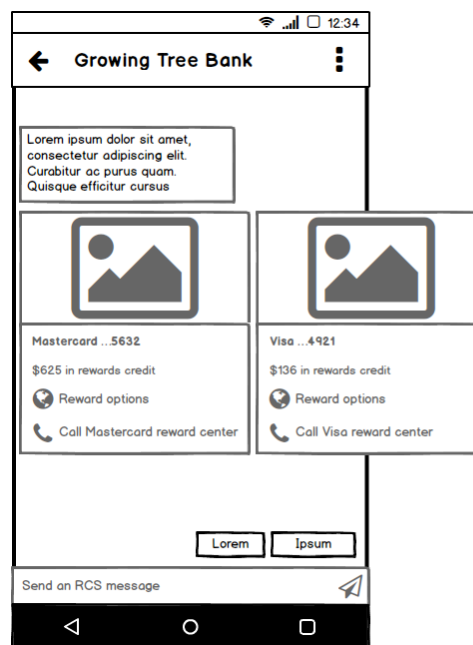 12:34
Growing Tree Bank
Lorem ipsum dolor sit amet,
consectetur adipiscing elit.
Curabitur ac purus quam.
Quisque efficitur cursus
Mastercard ...5632
$625 in rewards credit
Reward options
Call Mastercard reward center
Visa ...4921
$136 in rewards credit
Reward options
Call Visa reward center
Lorem
Ipsum
Send an RCS message